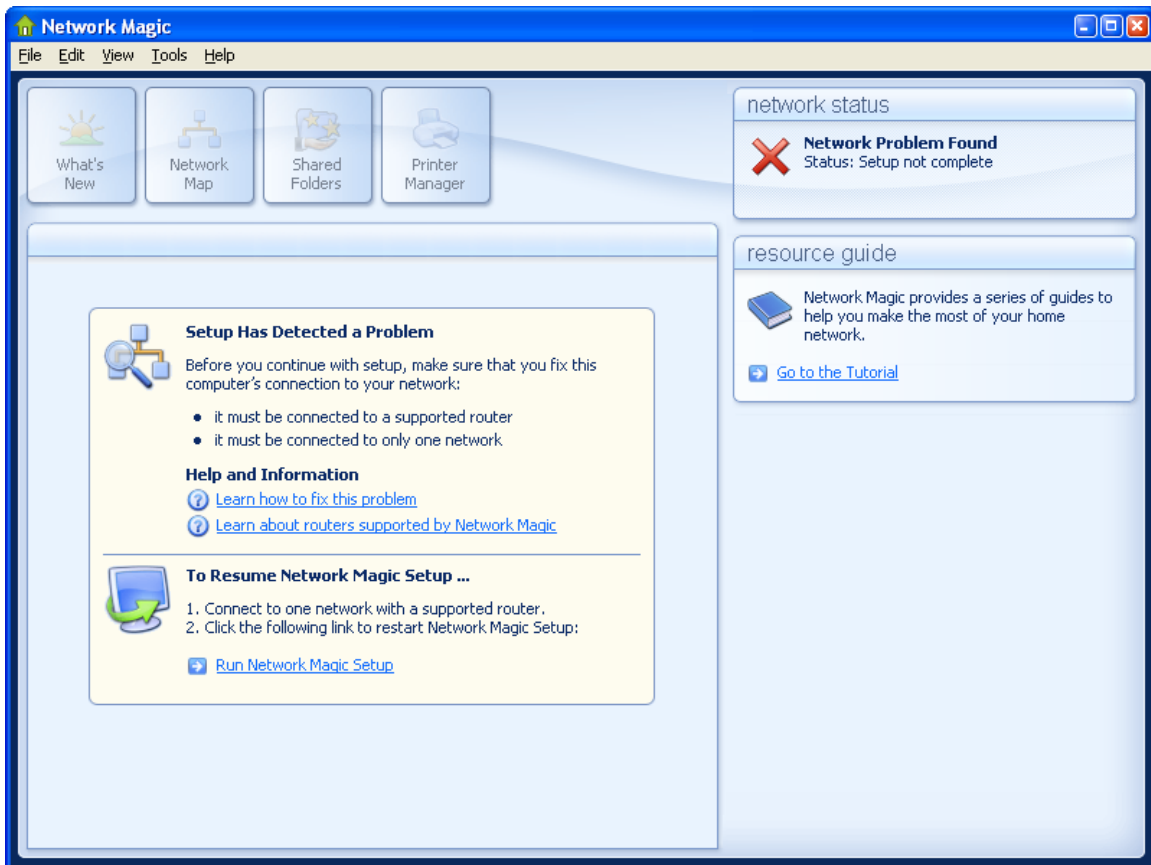 Network Magic
File Edit View Tools Help
What's
New
Network
Map
Shared
Folders
Printer
Manager
Setup Has Detected a Problem
Before you continue with setup, make sure that you fix this
computer's connection to your network:
• it must be connected to a supported router
• it must be connected to only one network
Help and Information
? Learn how to fix this problem
? Learn about routers supported by Network Magic
To Resume Network Magic Setup ...
1. Connect to one network with a supported router.
2. Click the following link to restart Network Magic Setup:
Run Network Magic Setup
network status
Network Problem Found
Status: Setup not complete
resource guide
Network Magic provides a series of guides to
help you make the most of your home
network.
Go to the Tutorial